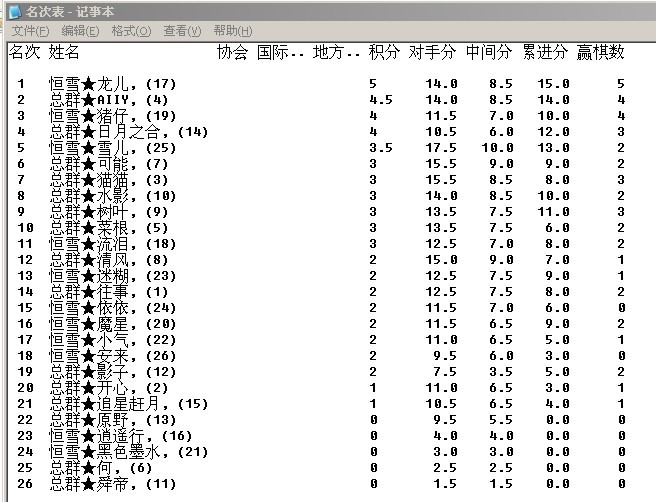 名次表 - 记事本
文件(F) 编辑(E) 格式(O) 查看(V) 帮助(H)
名次 姓名 协会 国际.. 地方.. 积分 对手分 中间分 累进分 赢棋数
1 恒雪★龙儿, (17) 5 14.0 8.5 15.0 5
2 总群★AIIY, (4) 4.5 14.0 8.5 14.0 4
3 恒雪★猪仔, (19) 4 11.5 7.0 10.0 4
4 总群★日月之合, (14) 4 10.5 6.0 12.0 3
5 恒雪★雪儿, (25) 3.5 17.5 10.0 13.0 2
6 总群★可能, (7) 3 15.5 9.0 9.0 2
7 总群★猫猫, (3) 3 15.5 8.5 8.0 3
8 总群★水影, (10) 3 14.0 8.5 10.0 2
9 总群★树叶, (9) 3 13.5 7.5 11.0 3
10 总群★菜根, (5) 3 13.5 7.5 6.0 2
11 恒雪★流泪, (18) 3 12.5 7.0 8.0 2
12 总群★清风, (8) 2 15.0 9.0 7.0 1
13 恒雪★迷糊, (23) 2 12.5 7.5 9.0 1
14 总群★往事, (1) 2 12.5 7.5 8.0 2
15 恒雪★依依, (24) 2 11.5 7.0 6.0 0
16 恒雪★魔星, (20) 2 11.5 6.5 9.0 2
17 恒雪★小气, (22) 2 11.0 6.5 5.0 1
18 恒雪★安来, (26) 2 9.5 6.0 3.0 0
19 总群★影子, (12) 2 7.5 3.5 5.0 2
20 总群★开心, (2) 1 11.0 6.5 3.0 1
21 总群★追星赶月, (15) 1 10.5 6.5 4.0 1
22 总群★原野, (13) 0 9.5 5.5 0.0 0
23 恒雪★逍遥行, (16) 0 4.0 4.0 0.0 0
24 恒雪★黑色墨水, (21) 0 3.0 3.0 0.0 0
25 总群★何, (6) 0 2.5 2.5 0.0 0
26 总群★舜帝, (11) 0 1.5 1.5 0.0 0